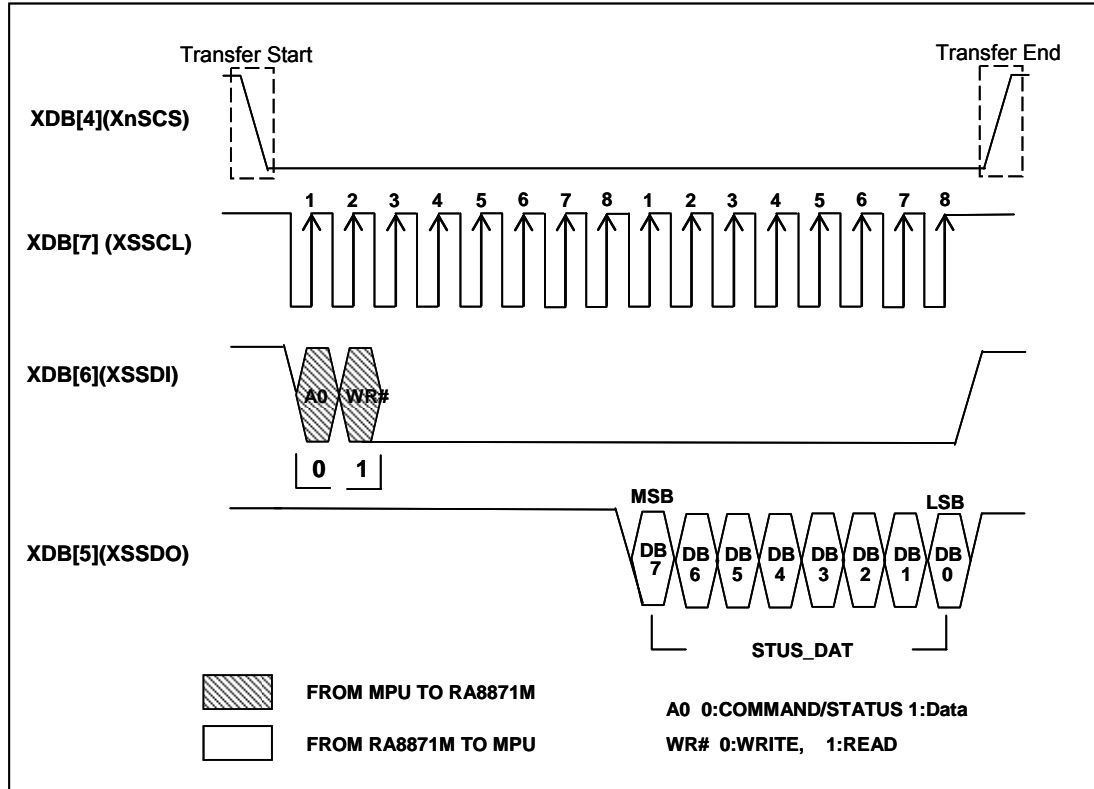 Transfer Start
Transfer End
XDB[4](XnSCS)
1 2 3 4 5 6 7 8 1 2 3 4 5 6 7 8
XDB[7] (XSSCL)
XDB[6](XSSDI)
A0 WR#
0 1
MSB LSB
XDB[5](XSSDO)
DB 7 DB 6 DB 5 DB 4 DB 3 DB 2 DB 1 DB 0
STUS_DAT
FROM MPU TO RA8871M
A0 0:COMMAND/STATUS 1:Data
FROM RA8871M TO MPU
WR# 0:WRITE, 1:READ